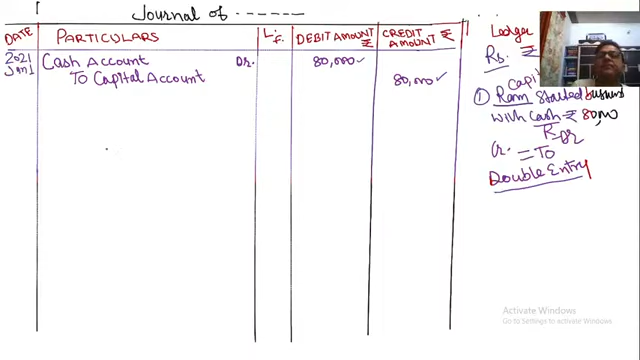 Journal of -------
DATE PARTICULARS L.F. DEBIT AMOUNT ₹ CREDIT AMOUNT ₹
2021
Jan 1 Cash Account Dr. 80,000 ✓
To Capital Account 80,000 ✓
Ledger
Rs. ₹
Capit
① Ram Started business
with cash ₹ 80,000
R Dr
Cr. = To
Double Entry
Activate Windows
Go to Settings to activate Windows.